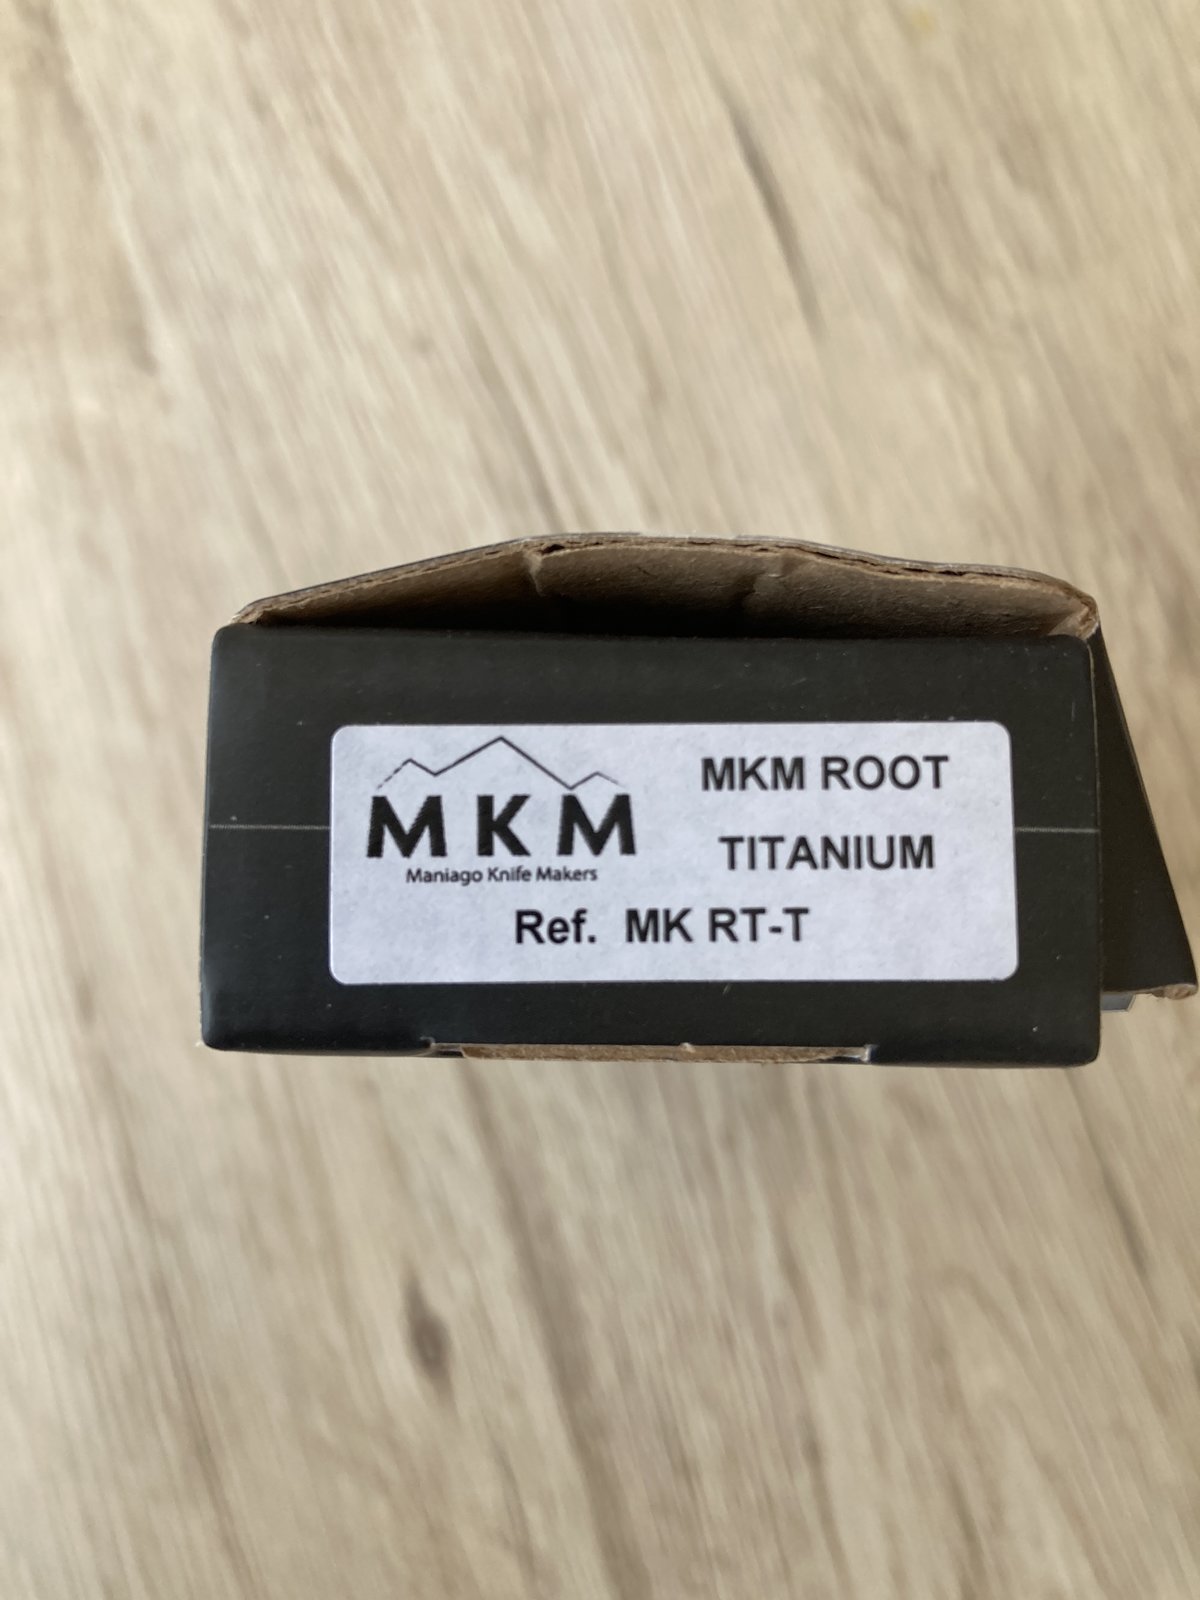 MKM
Maniago Knife Makers
MKM ROOT
TITANIUM
Ref. MK RT-T